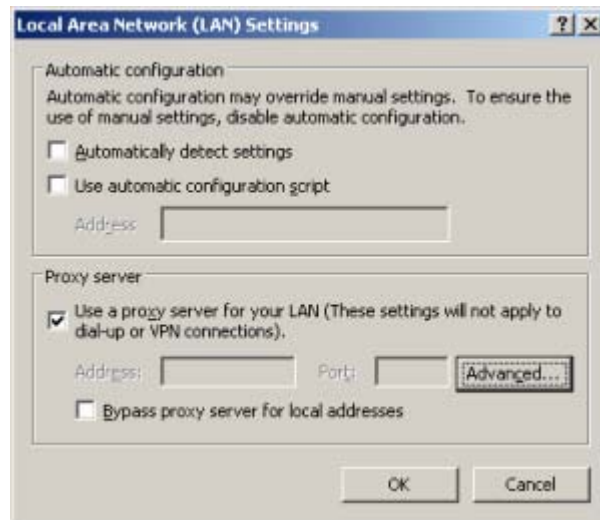 Local Area Network (LAN) Settings
Automatic configuration
Automatic configuration may override manual settings. To ensure the
use of manual settings, disable automatic configuration.
Automatically detect settings
Use automatic configuration script
Address
Proxy server
Use a proxy server for your LAN (These settings will not apply to
dial-up or VPN connections).
Address: Port: Advanced...
Bypass proxy server for local addresses
OK Cancel